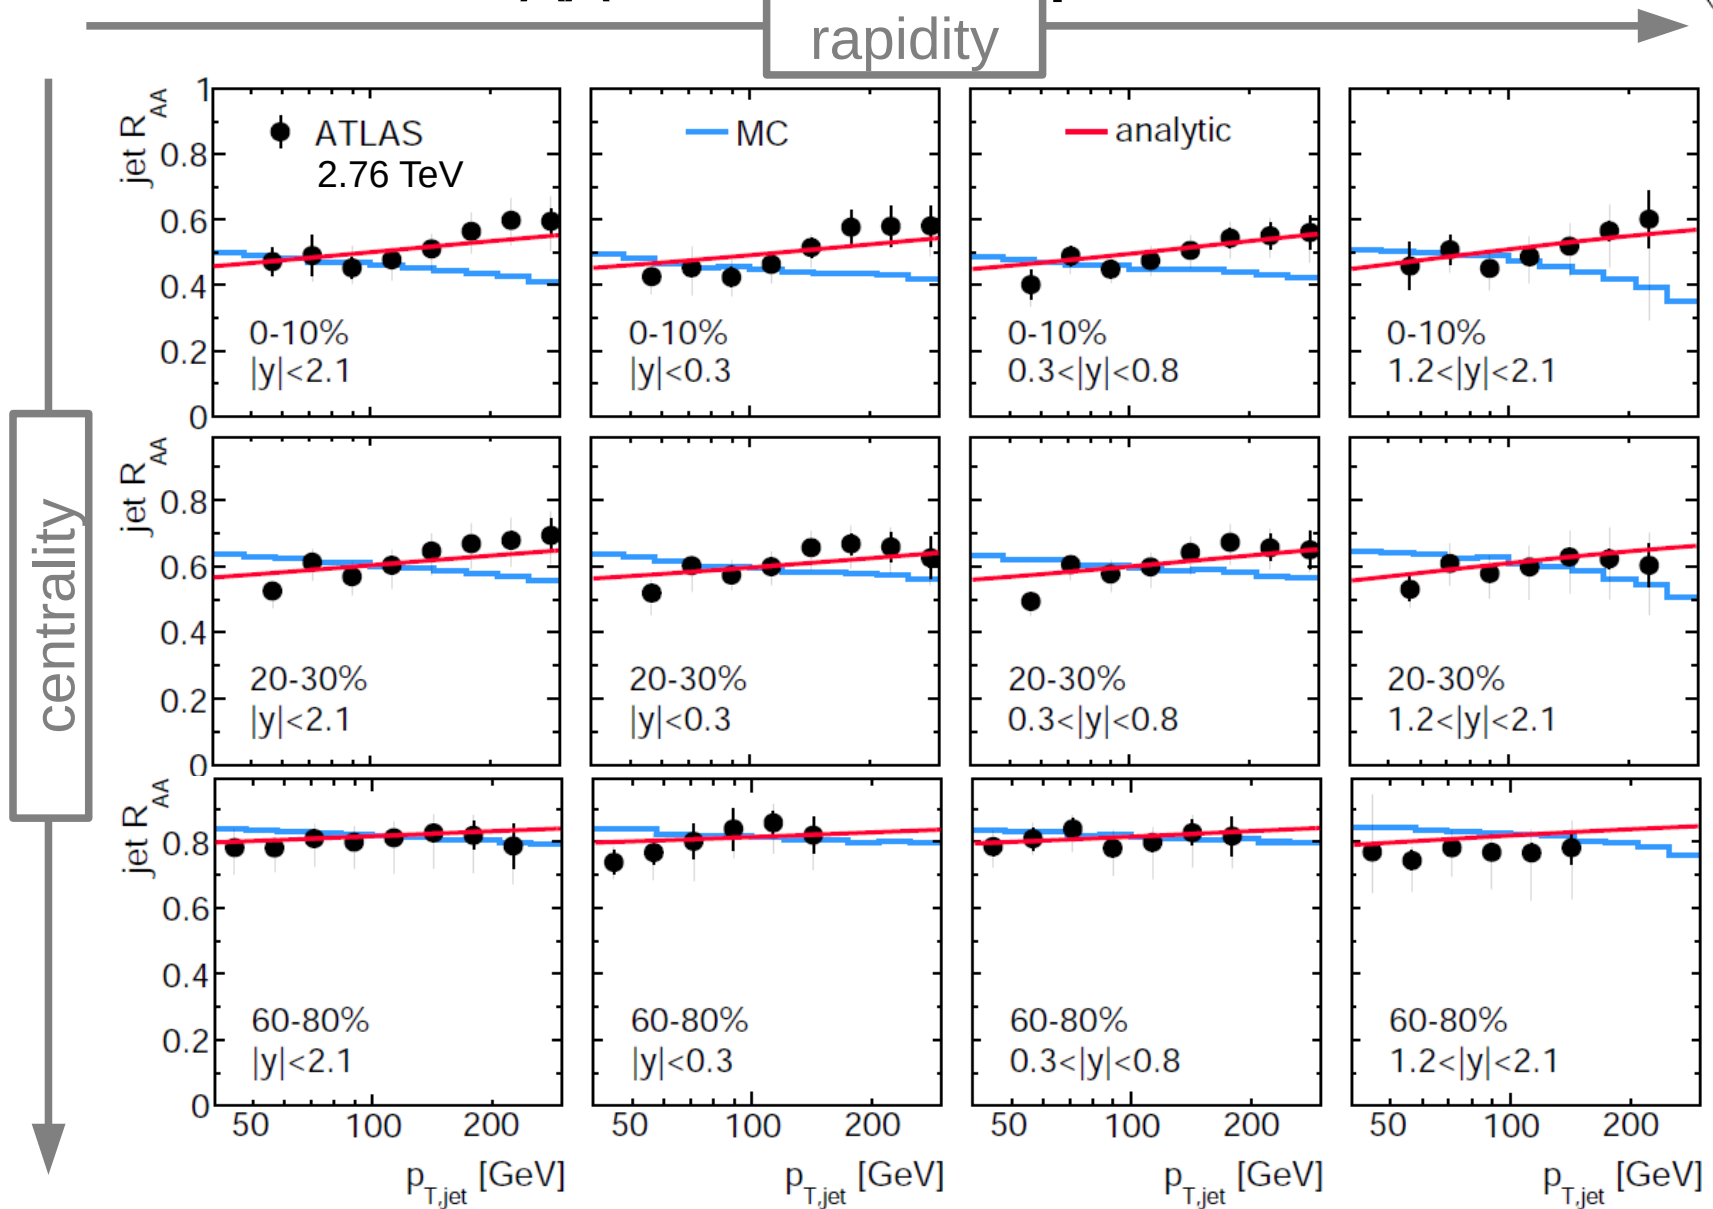 rapidity
centrality
jet R_AA
1
0.8
0.6
0.4
0.2
0
ATLAS
2.76 TeV
0-10%
|y|<2.1
MC
0-10%
|y|<0.3
analytic
0-10%
0.3<|y|<0.8
0-10%
1.2<|y|<2.1
jet R_AA
0.8
0.6
0.4
0.2
0
20-30%
|y|<2.1
20-30%
|y|<0.3
20-30%
0.3<|y|<0.8
20-30%
1.2<|y|<2.1
jet R_AA
0.8
0.6
0.4
0.2
0
60-80%
|y|<2.1
60-80%
|y|<0.3
60-80%
0.3<|y|<0.8
60-80%
1.2<|y|<2.1
50 100 200
50 100 200
50 100 200
50 100 200
p_T,jet [GeV]
p_T,jet [GeV]
p_T,jet [GeV]
p_T,jet [GeV]